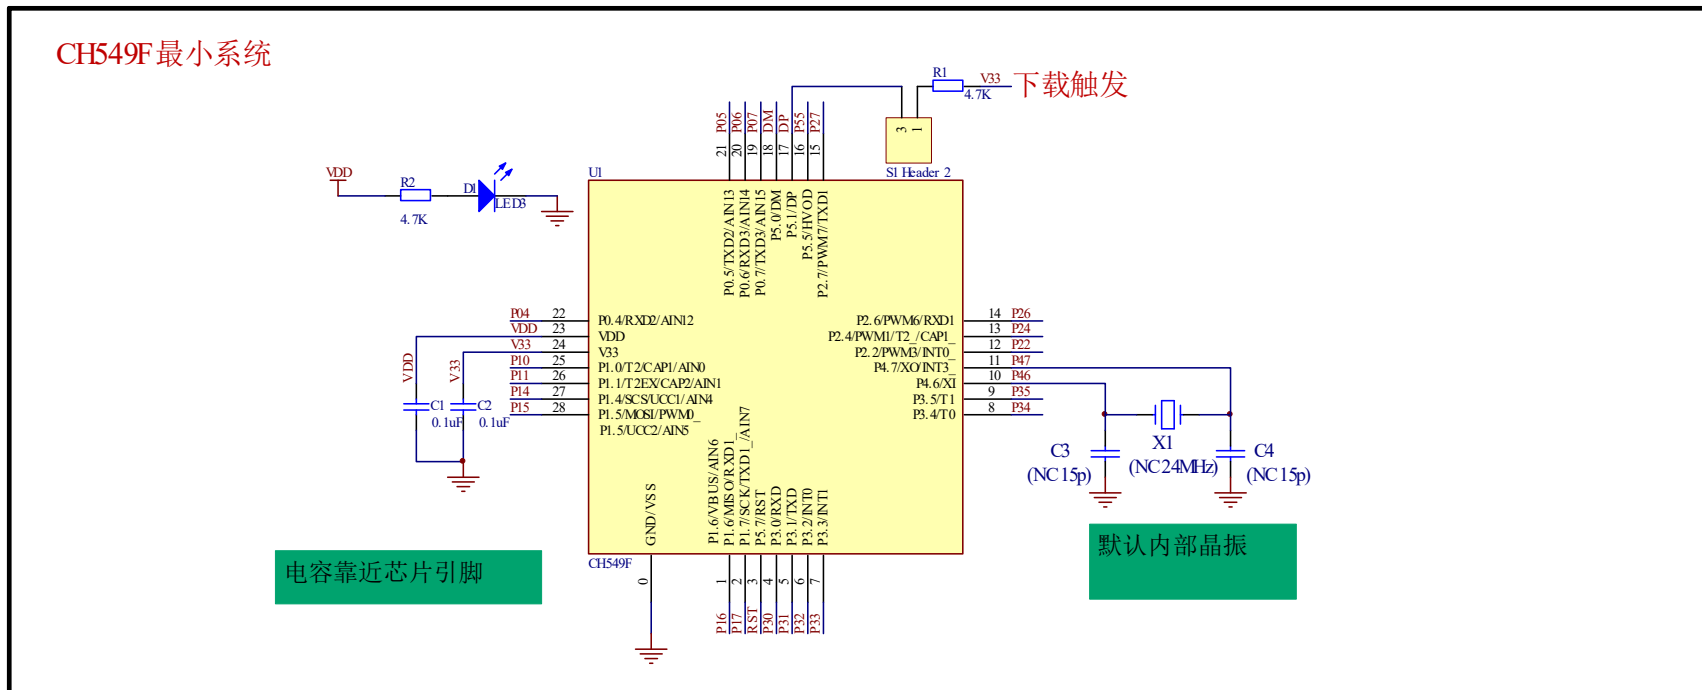 CH549F最小系统
R1
4.7K
V33
下载触发
3
1
S1 Header 2
P05
P06
P07
DM
DP
P55
P27
21
20
19
18
17
16
15
VDD
R2
4.7K
D1
LED3
U1
P0.5/TXD2/AIN13
P0.6/RXD3/AIN14
P0.7/TXD3/AIN15
P5.0/DM
P5.1/DP
P5.5/HVOD
P2.7/PWM7/TXD1
P04 22 P0.4/RXD2/AIN12
VDD 23 VDD
V33 24 V33
P10 25 P1.0/T2/CAP1/AIN0
P11 26 P1.1/T2EX/CAP2/AIN1
P14 27 P1.4/SCS/UCC1/AIN4
P15 28 P1.5/MOSI/PWM0_
P1.5/UCC2/AIN5
P2.6/PWM6/RXD1 14 P26
P2.4/PWM1/T2_/CAP1_ 13 P24
P2.2/PWM3/INT0_ 12 P22
P4.7/XO/INT3_ 11 P47
P4.6/XI 10 P46
P3.5/T1 9 P35
P3.4/T0 8 P34
VDD
V33
C1
0.1uF
C2
0.1uF
C3
(NC15p)
X1
(NC24MHz)
C4
(NC15p)
GND/VSS
P1.6/VBUS/AIN6
P1.6/MISO/RXD1_
P1.7/SCK/TXD1_/AIN7
P5.7/RST
P3.0/RXD
P3.1/TXD
P3.2/INT0
P3.3/INT1
CH549F
0
1
2
3
4
5
6
7
P16
P17
RST
P30
P31
P32
P33
电容靠近芯片引脚
默认内部晶振